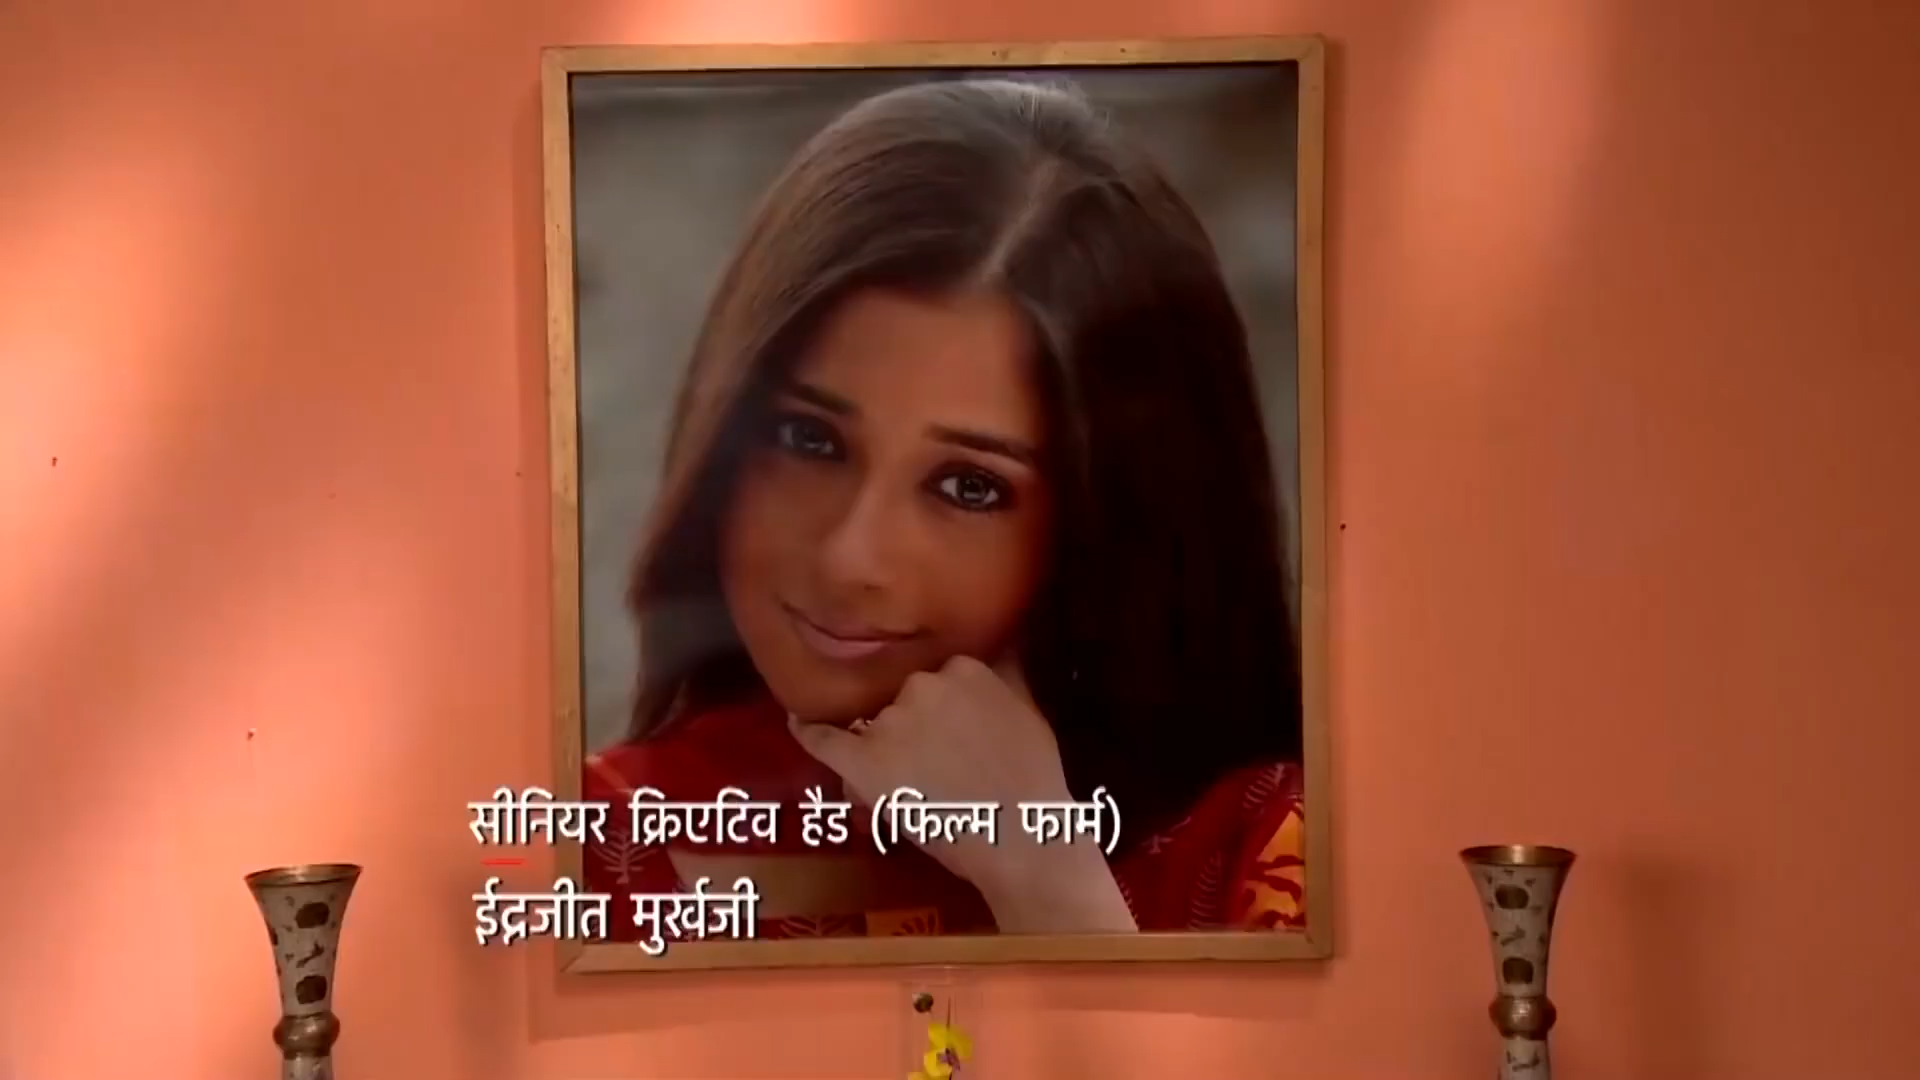 सीनियर क्रिएटिव हैड (फिल्म फार्म)
ईद्रजीत मुर्खजी